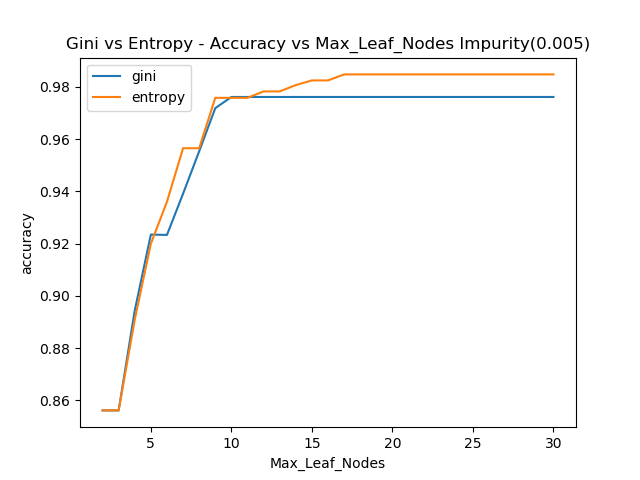 Gini vs Entropy - Accuracy vs Max_Leaf_Nodes Impurity(0.005)
gini
entropy
0.98
0.96
0.94
0.92
0.90
0.88
0.86
accuracy
5 10 15 20 25 30
Max_Leaf_Nodes